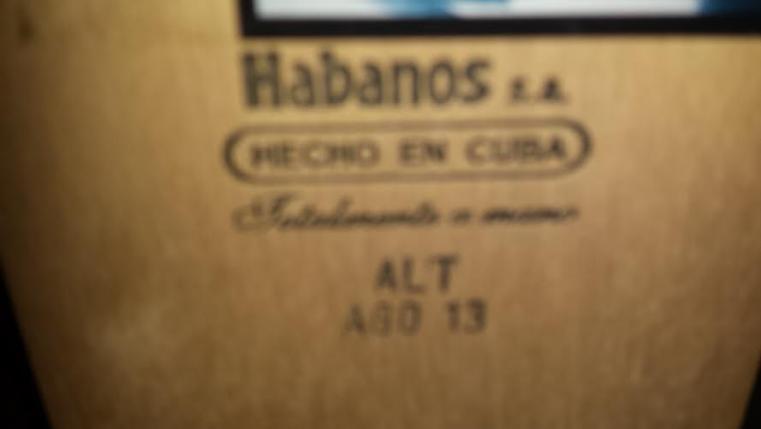 Habanos s.a.
HECHO EN CUBA
Totalmente a mano
ALT
AGO 13